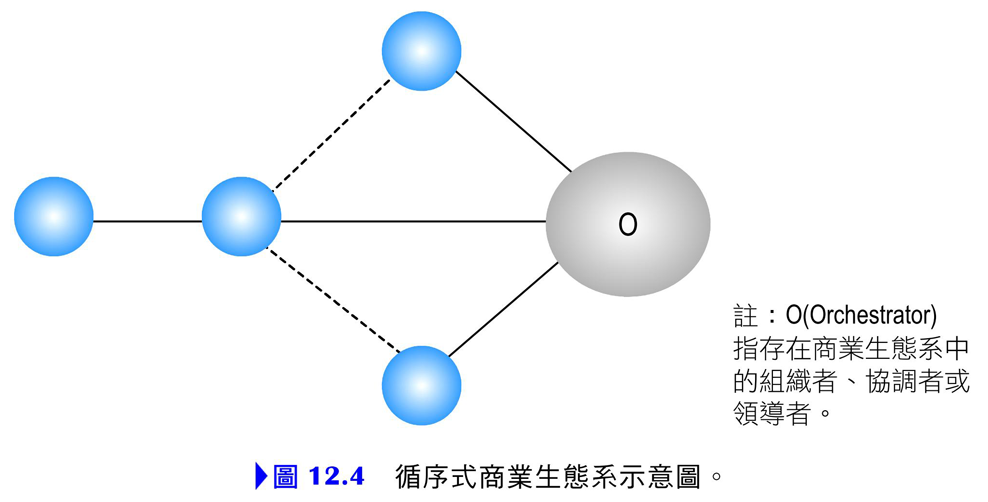 O
註：O(Orchestrator)
指存在商業生態系中
的組織者、協調者或
領導者。
圖 12.4 循序式商業生態系示意圖。